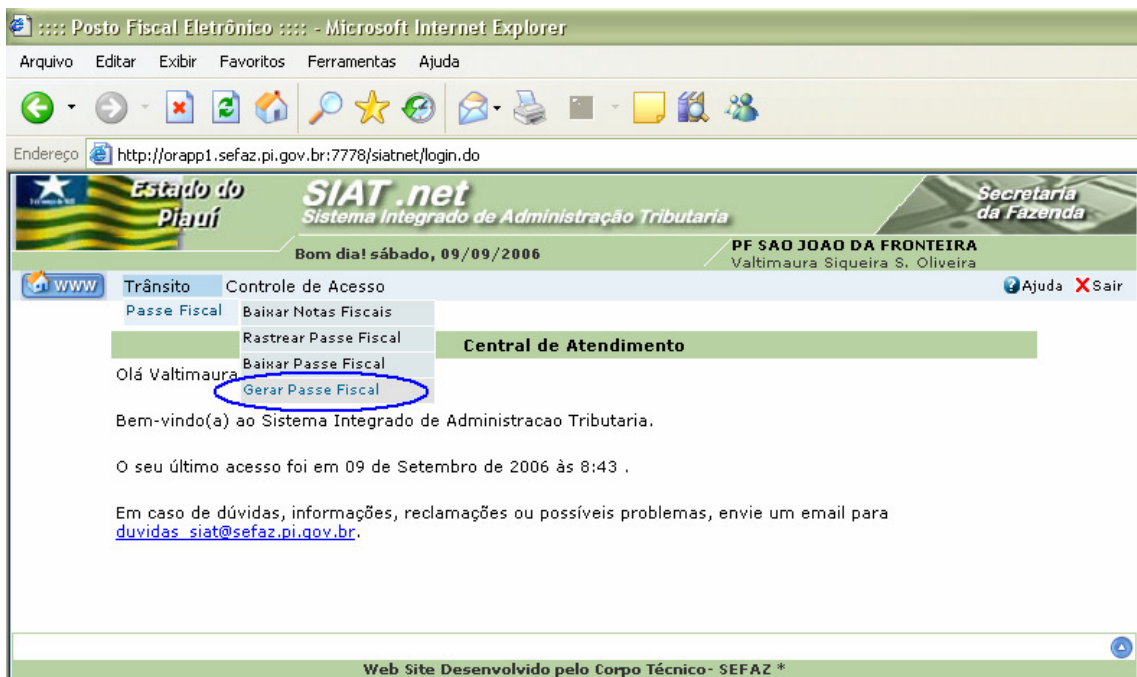 :::: Posto Fiscal Eletrônico :::: - Microsoft Internet Explorer
Arquivo Editar Exibir Favoritos Ferramentas Ajuda
Endereço http://orapp1.sefaz.pi.gov.br:7778/siatnet/login.do
Estado do
Piauí
SIAT .net
Sistema Integrado de Administração Tributaria
Secretaria
da Fazenda
Bom dia! sábado, 09/09/2006
PF SAO JOAO DA FRONTEIRA
Valtimaura Siqueira S. Oliveira
WWW Trânsito Controle de Acesso Ajuda Sair
Passe Fiscal Baixar Notas Fiscais
Rastrear Passe Fiscal
Central de Atendimento
Baixar Passe Fiscal
Olá Valtimaura
Gerar Passe Fiscal
Bem-vindo(a) ao Sistema Integrado de Administracao Tributaria.
O seu último acesso foi em 09 de Setembro de 2006 às 8:43 .
Em caso de dúvidas, informações, reclamações ou possíveis problemas, envie um email para
duvidas_siat@sefaz.pi.gov.br.
Web Site Desenvolvido pelo Corpo Técnico- SEFAZ *